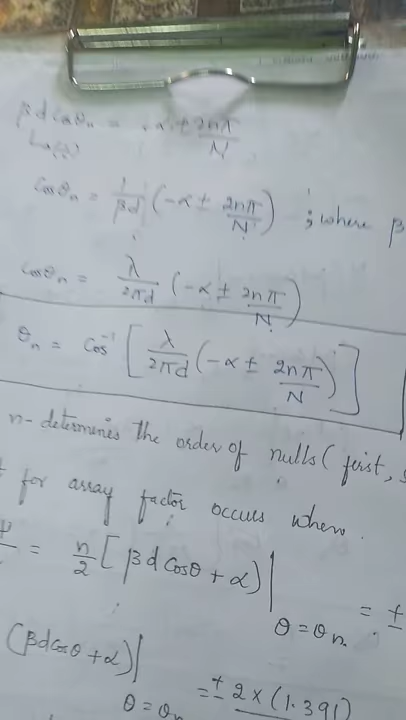 βd cosθn = -α ± 2nπ/N
cosθn = 1/βd (-α ± 2nπ/N) ; where β
cosθn = λ/2πd (-α ± 2nπ/N)
θn = Cos⁻¹ [λ/2πd (-α ± 2nπ/N)]
n- determines the order of nulls ( first,
for array factor occurs when.
= n/2 [βd Cosθ + α)| θ = θn = ±
(βd cosθ + α)| θ = θn = ± 2 × (1.391)